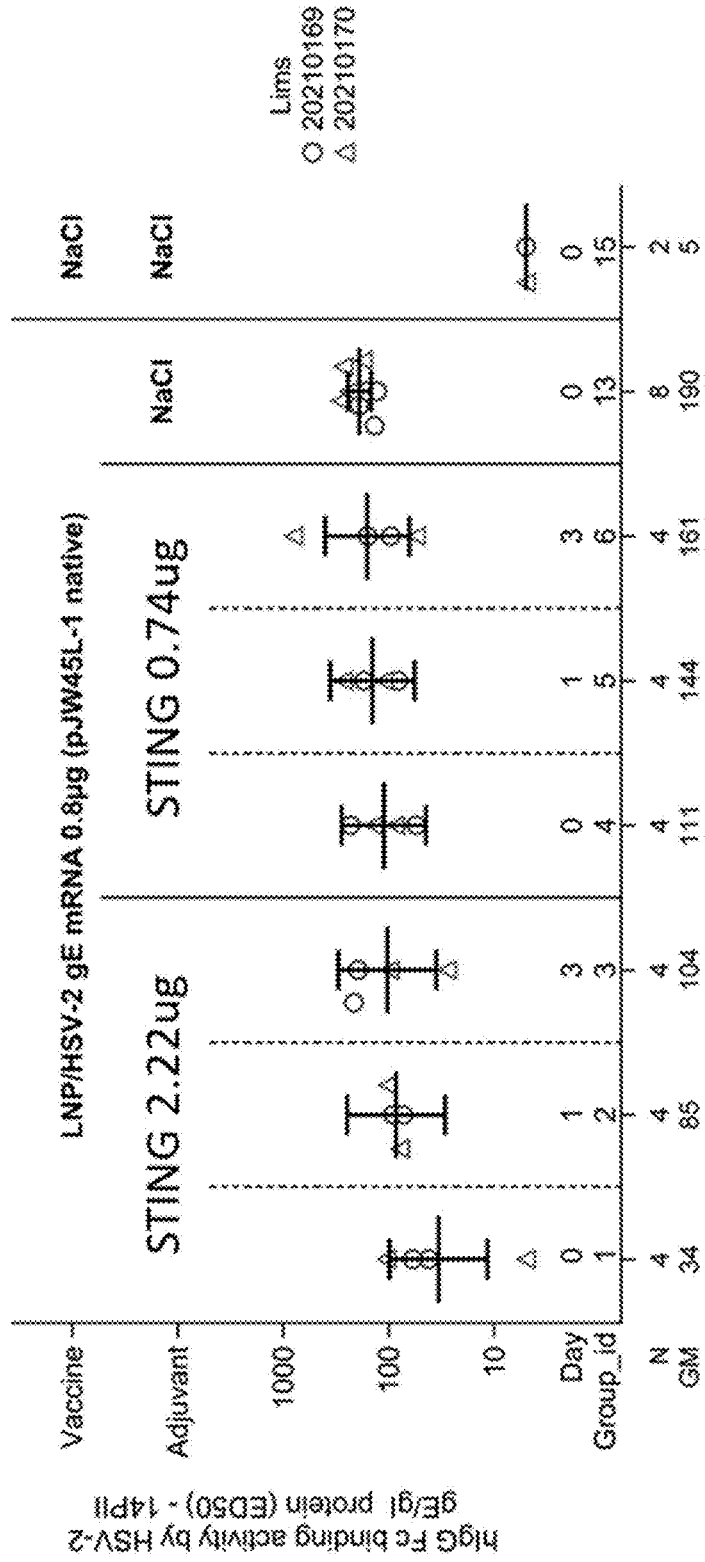 hIgG Fc binding activity by HSV-2
gE/gI protein (ED50) - 14PII
Vaccine
LNP/HSV-2 gE mRNA 0.8µg (pJW45L-1 native)
NaCl
Adjuvant
STING 2.22ug
STING 0.74ug
NaCl
NaCl
1000
100
10
Day 0 1 3 0 1 3 0 0
Group_id 1 2 3 4 5 6 13 15
N 4 4 4 4 4 4 8 2
GM 34 85 104 111 144 161 190 5
Lims
20210169
20210170